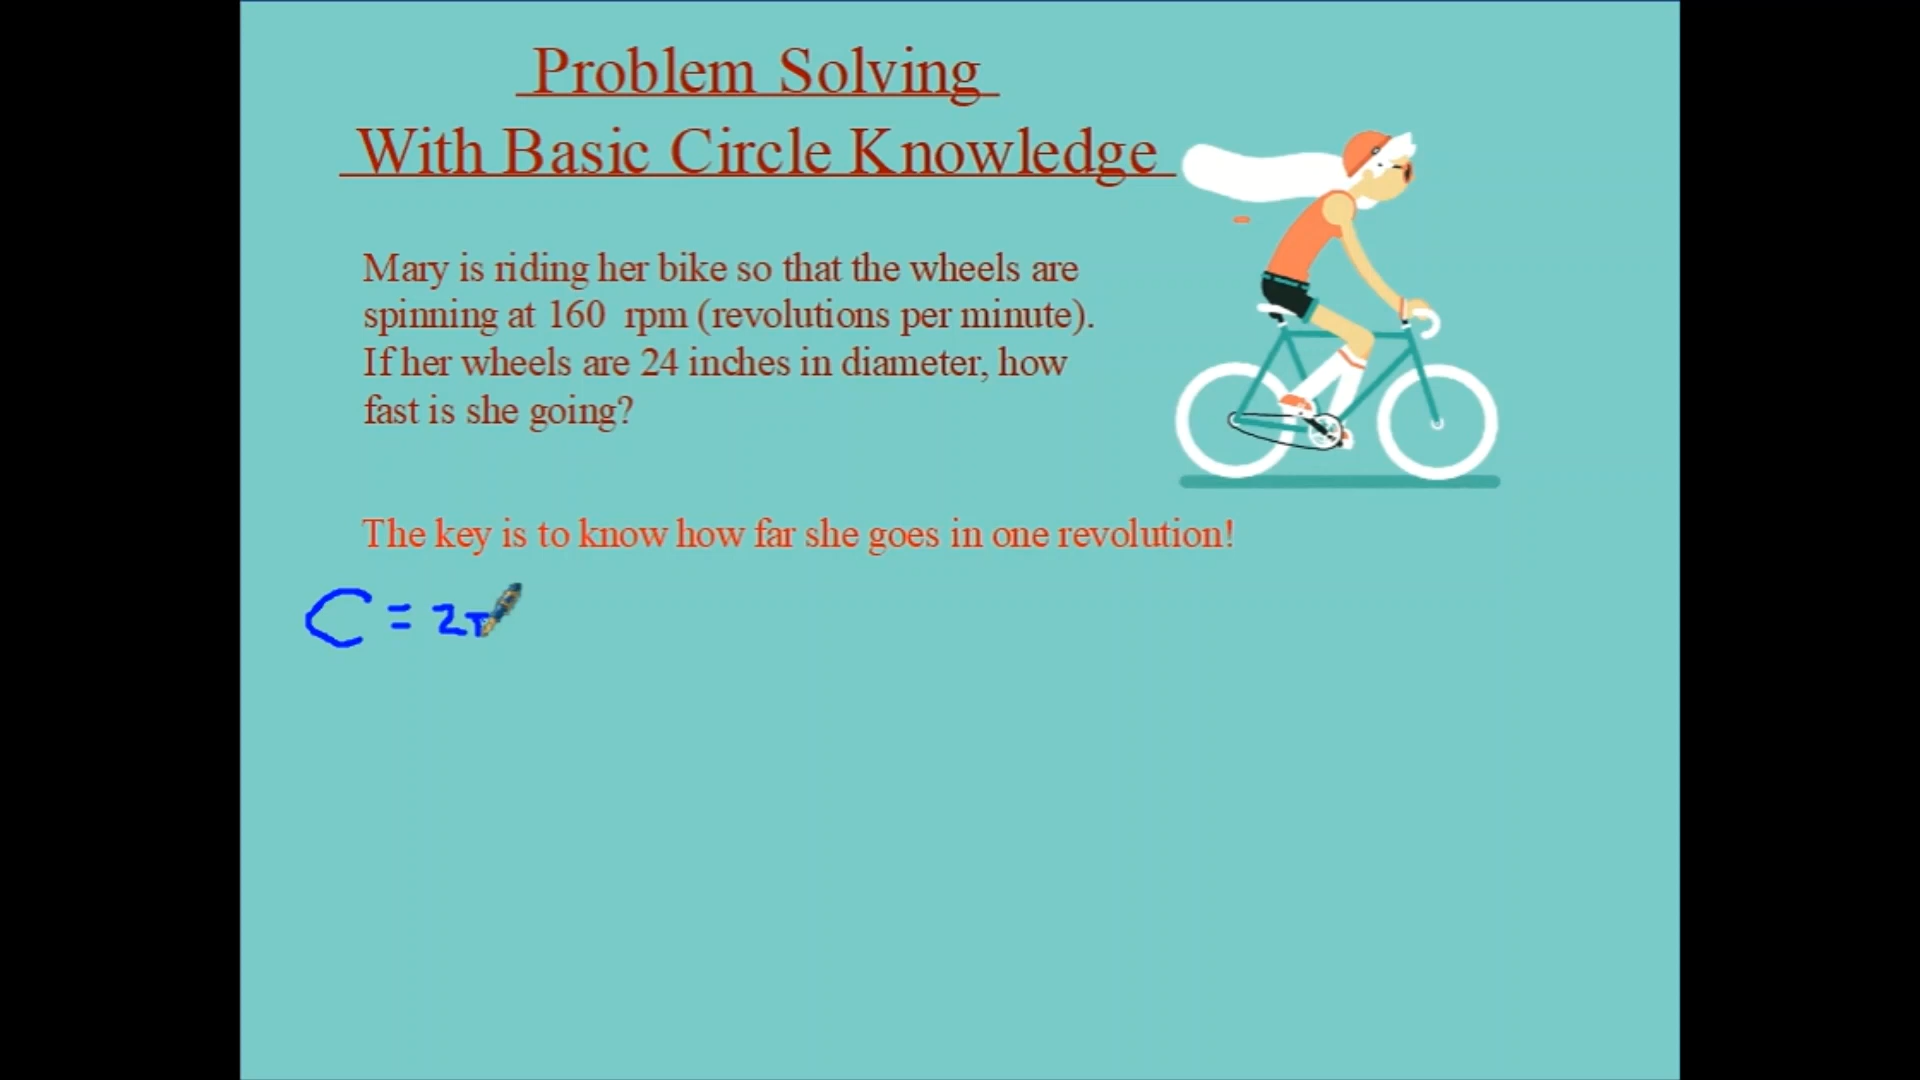 Problem Solving
With Basic Circle Knowledge
Mary is riding her bike so that the wheels are
spinning at 160 rpm (revolutions per minute).
If her wheels are 24 inches in diameter, how
fast is she going?
The key is to know how far she goes in one revolution!
C = 2π